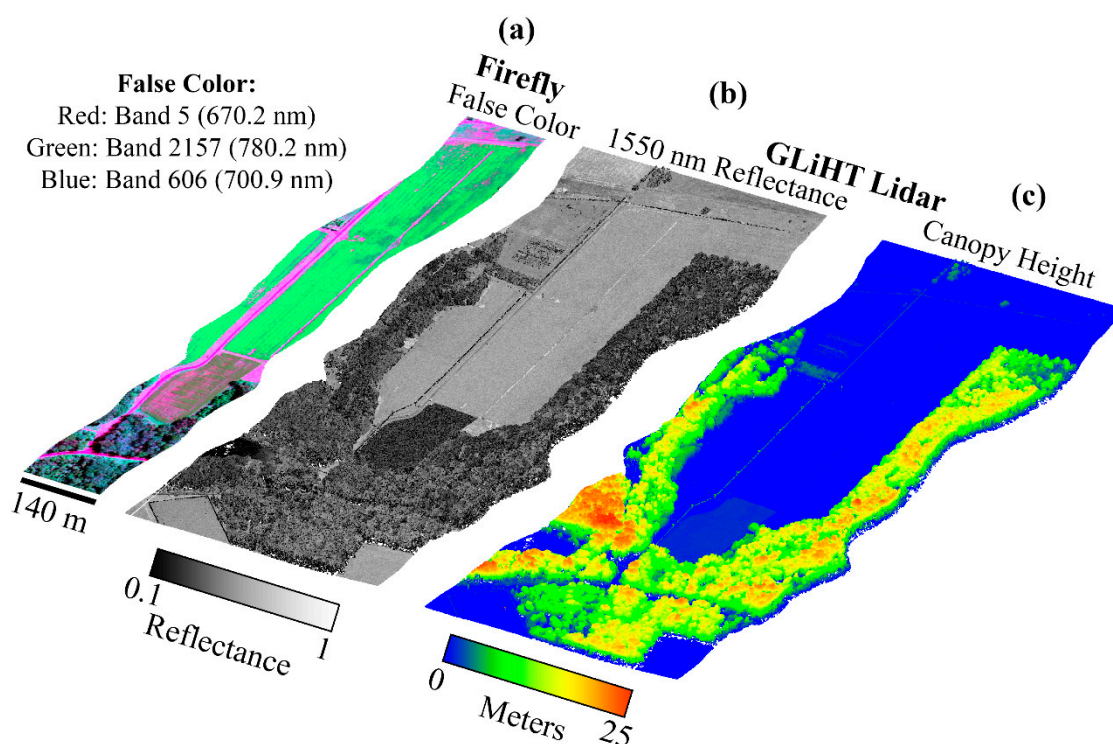 (a)
False Color:
Red: Band 5 (670.2 nm)
Green: Band 2157 (780.2 nm)
Blue: Band 606 (700.9 nm)
Firefly
False Color
(b)
GLiHT Lidar
1550 nm Reflectance
(c)
Canopy Height
140 m
0.1
1
Reflectance
0
25
Meters